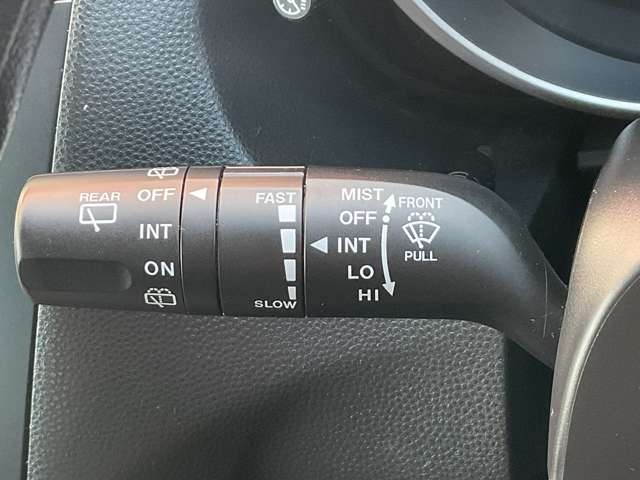 REAR
OFF
INT
ON
FAST
SLOW
MIST
OFF
INT
LO
HI
FRONT
PULL